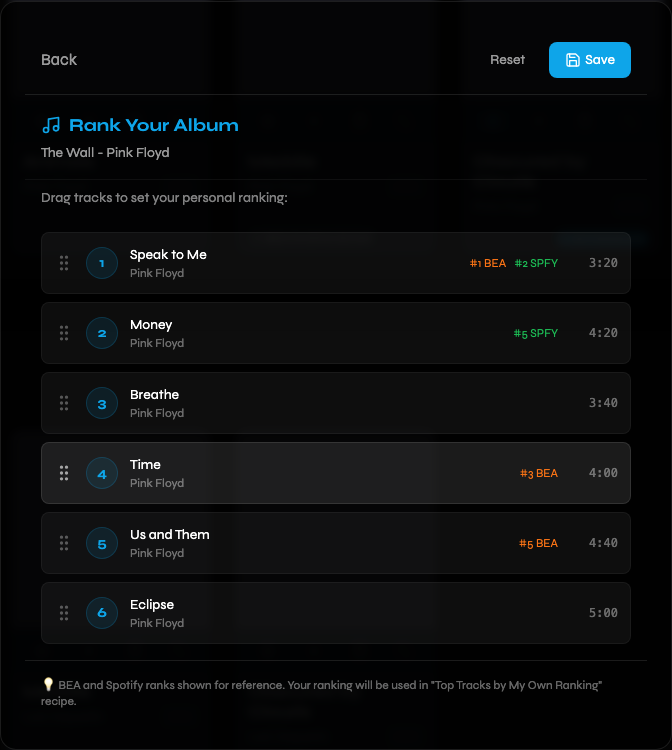 Back
Reset
Save
Rank Your Album
The Wall - Pink Floyd
Drag tracks to set your personal ranking:
1 Speak to Me #1 BEA #2 SPFY 3:20
Pink Floyd
2 Money #5 SPFY 4:20
Pink Floyd
3 Breathe 3:40
Pink Floyd
4 Time #3 BEA 4:00
Pink Floyd
5 Us and Them #5 BEA 4:40
Pink Floyd
6 Eclipse 5:00
Pink Floyd
💡 BEA and Spotify ranks shown for reference. Your ranking will be used in "Top Tracks by My Own Ranking"
recipe.